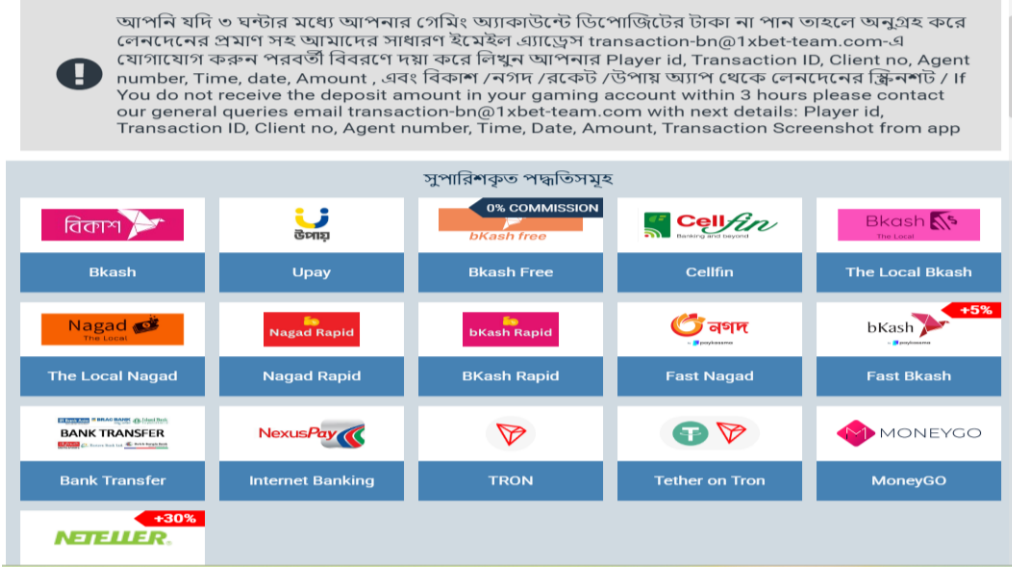 আপনি যদি ৩ ঘন্টার মধ্যে আপনার গেমিং অ্যাকাউন্টে ডিপোজিটের টাকা না পান তাহলে অনুগ্রহ করে
লেনদেনের প্রমাণ সহ আমাদের সাধারণ ইমেইল এ্যাড্রেস transaction-bn@1xbet-team.com-এ
যোগাযোগ করুন পরবর্তী বিবরণে দয়া করে লিখুন আপনার Player id, Transaction ID, Client no, Agent
number, Time, date, Amount , এবং বিকাশ /নগদ /রকেট /উপায় অ্যাপ থেকে লেনদেনের স্ক্রিনশট / If
You do not receive the deposit amount in your gaming account within 3 hours please contact
our general queries email transaction-bn@1xbet-team.com with next details: Player id,
Transaction ID, Client no, Agent number, Time, Date, Amount, Transaction Screenshot from app
সুপারিশকৃত পদ্ধতিসমূহ
বিকাশ
উপায়
0% COMMISSION
bKash free
Cellfin
Banking and beyond
Bkash
The Local
Bkash
Upay
Bkash Free
Cellfin
The Local Bkash
Nagad
The Local
Nagad Rapid
bKash Rapid
নগদ
+5%
bKash
The Local Nagad
Nagad Rapid
BKash Rapid
Fast Nagad
Fast Bkash
BANK TRANSFER
NexusPay
MONEYGO
Bank Transfer
Internet Banking
TRON
Tether on Tron
MoneyGO
+30%
NETELLER